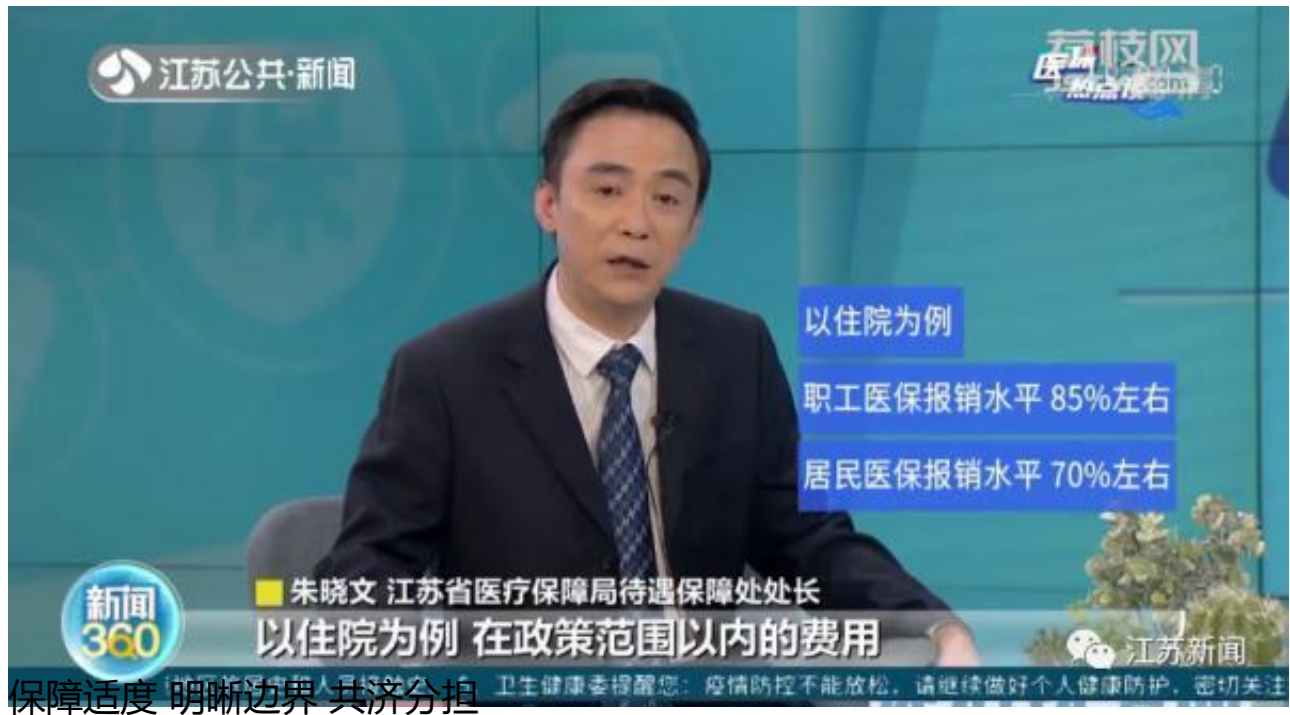 江苏公共·新闻
荔枝网
医保
热点谈
以住院为例
职工医保报销水平 85%左右
居民医保报销水平 70%左右
新闻
360
朱晓文 江苏省医疗保障局待遇保障处处长
以住院为例 在政策范围以内的费用
江苏新闻
卫生健康委提醒您：疫情防控不能放松，请继续做好个人健康防护，密切关注
保障适度 明晰边界 共济分担